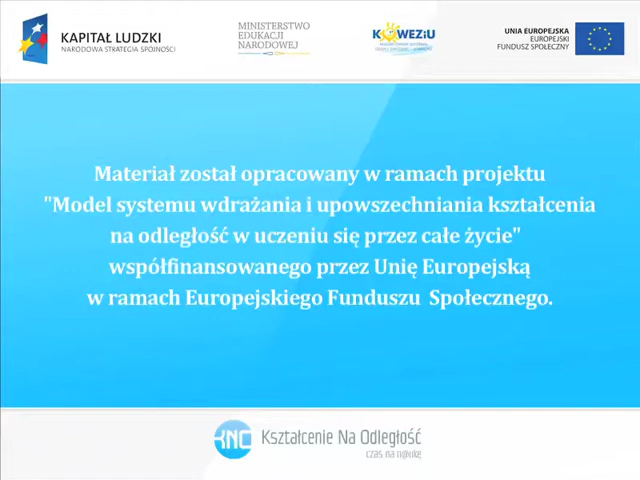 KAPITAŁ LUDZKI
NARODOWA STRATEGIA SPÓJNOŚCI
MINISTERSTWO
EDUKACJI
NARODOWEJ
KOWEZiU
UNIA EUROPEJSKA
EUROPEJSKI
FUNDUSZ SPOŁECZNY
Materiał został opracowany w ramach projektu
"Model systemu wdrażania i upowszechniania kształcenia
na odległość w uczeniu się przez całe życie"
współfinansowanego przez Unię Europejską
w ramach Europejskiego Funduszu Społecznego.
KNO
Kształcenie Na Odległość
czas na n@ukę